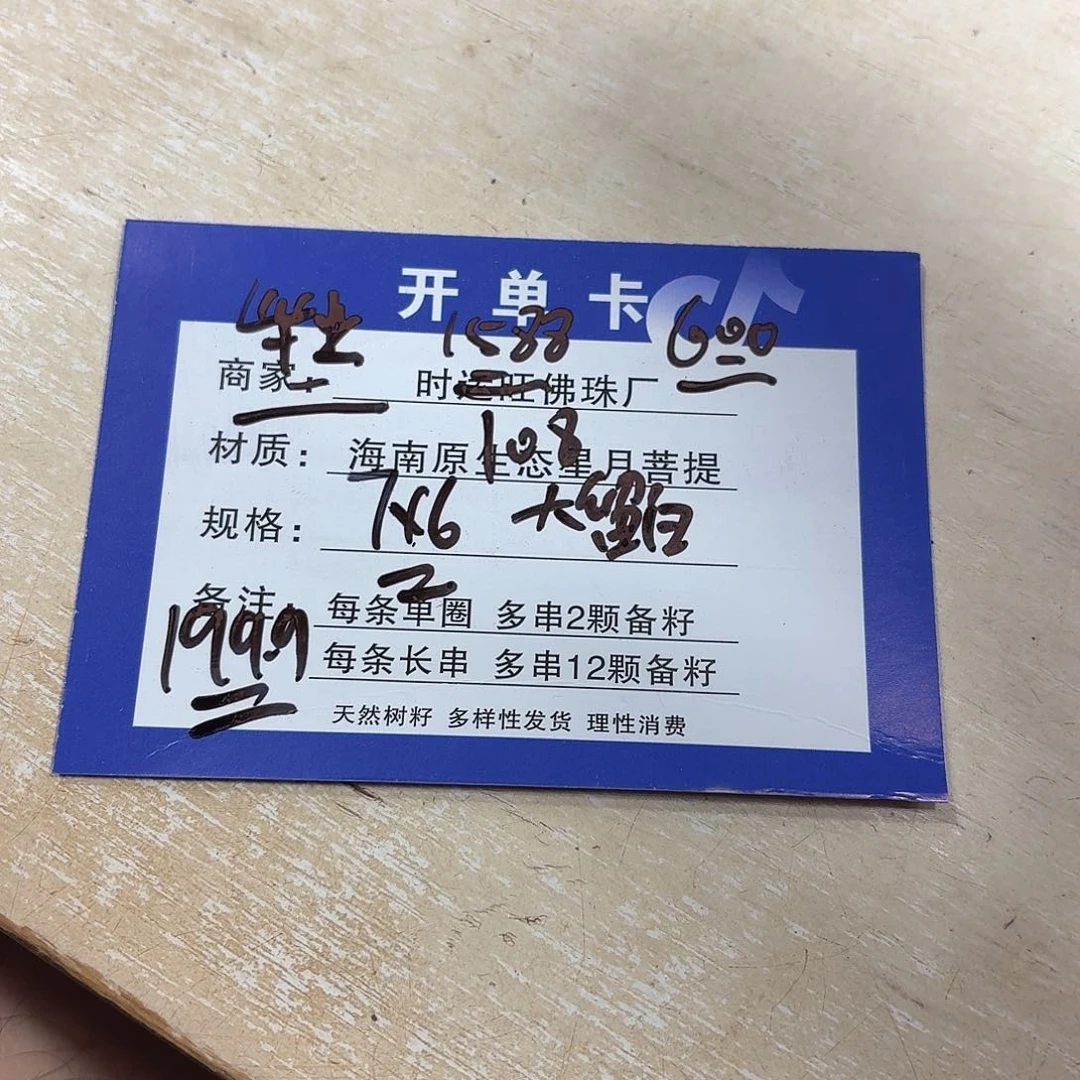 开单卡
1588 600
商家: 时运旺佛珠厂
108
材质: 海南原生态星月菩提
规格: 7x6 大留白
备注: 每条单圈 多串2颗备籽
1999
每条长串 多串12颗备籽
天然树籽 多样性发货 理性消费